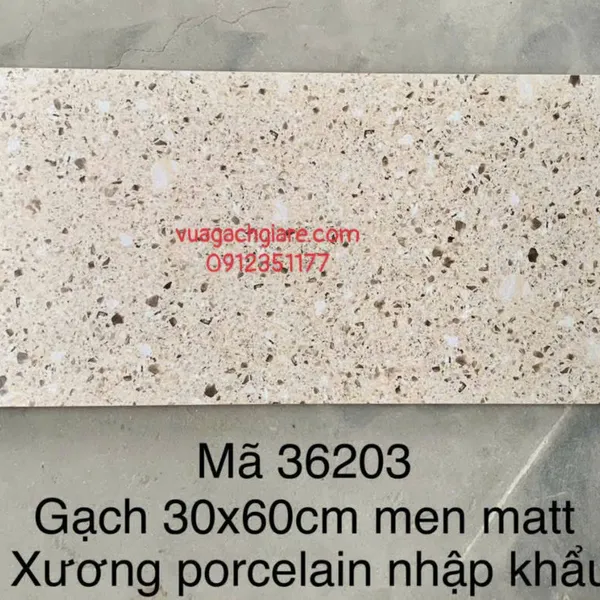 vuagachgiare.com
0912351177
Mã 36203
Gạch 30x60cm men matt
Xương porcelain nhập khẩu